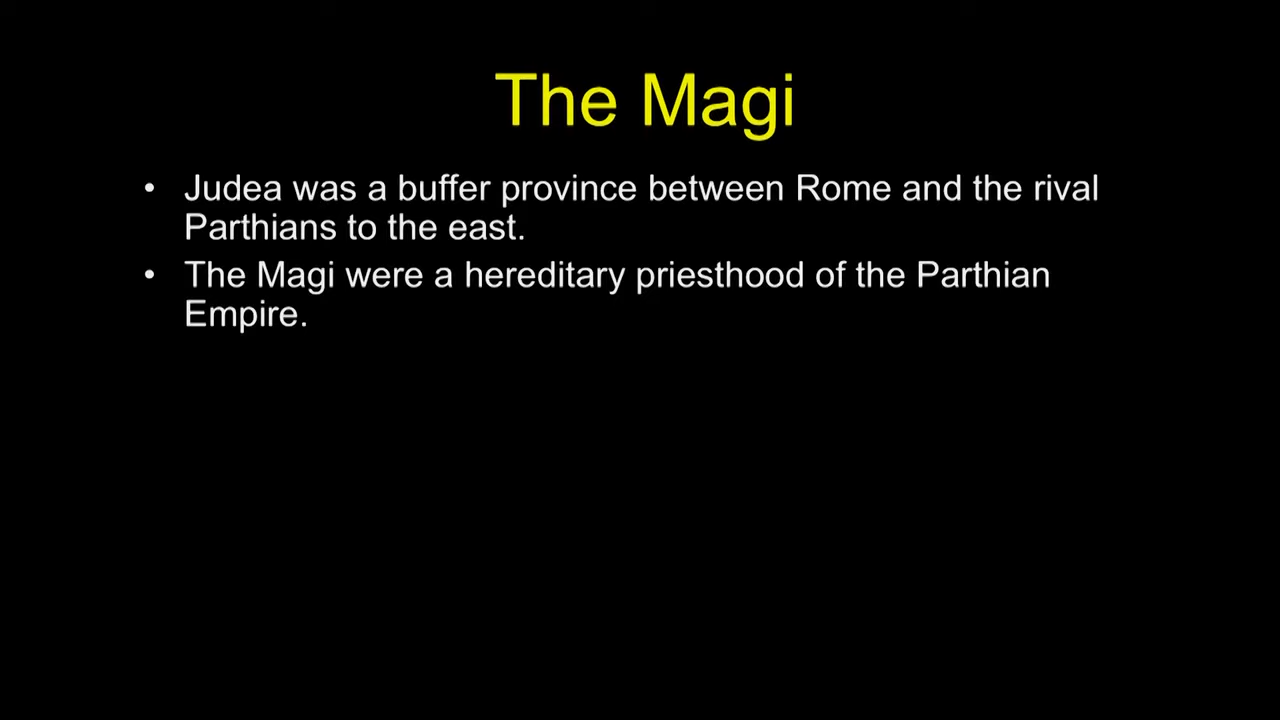 The Magi
• Judea was a buffer province between Rome and the rival
Parthians to the east.
• The Magi were a hereditary priesthood of the Parthian
Empire.